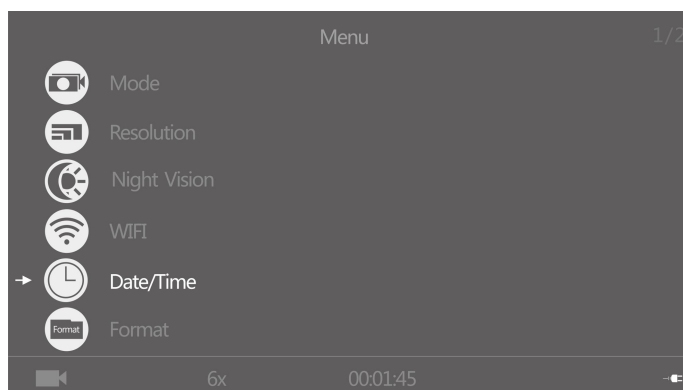 Menu 1/2
Mode
Resolution
Night Vision
WIFI
Date/Time
Format Format
6x 00:01:45